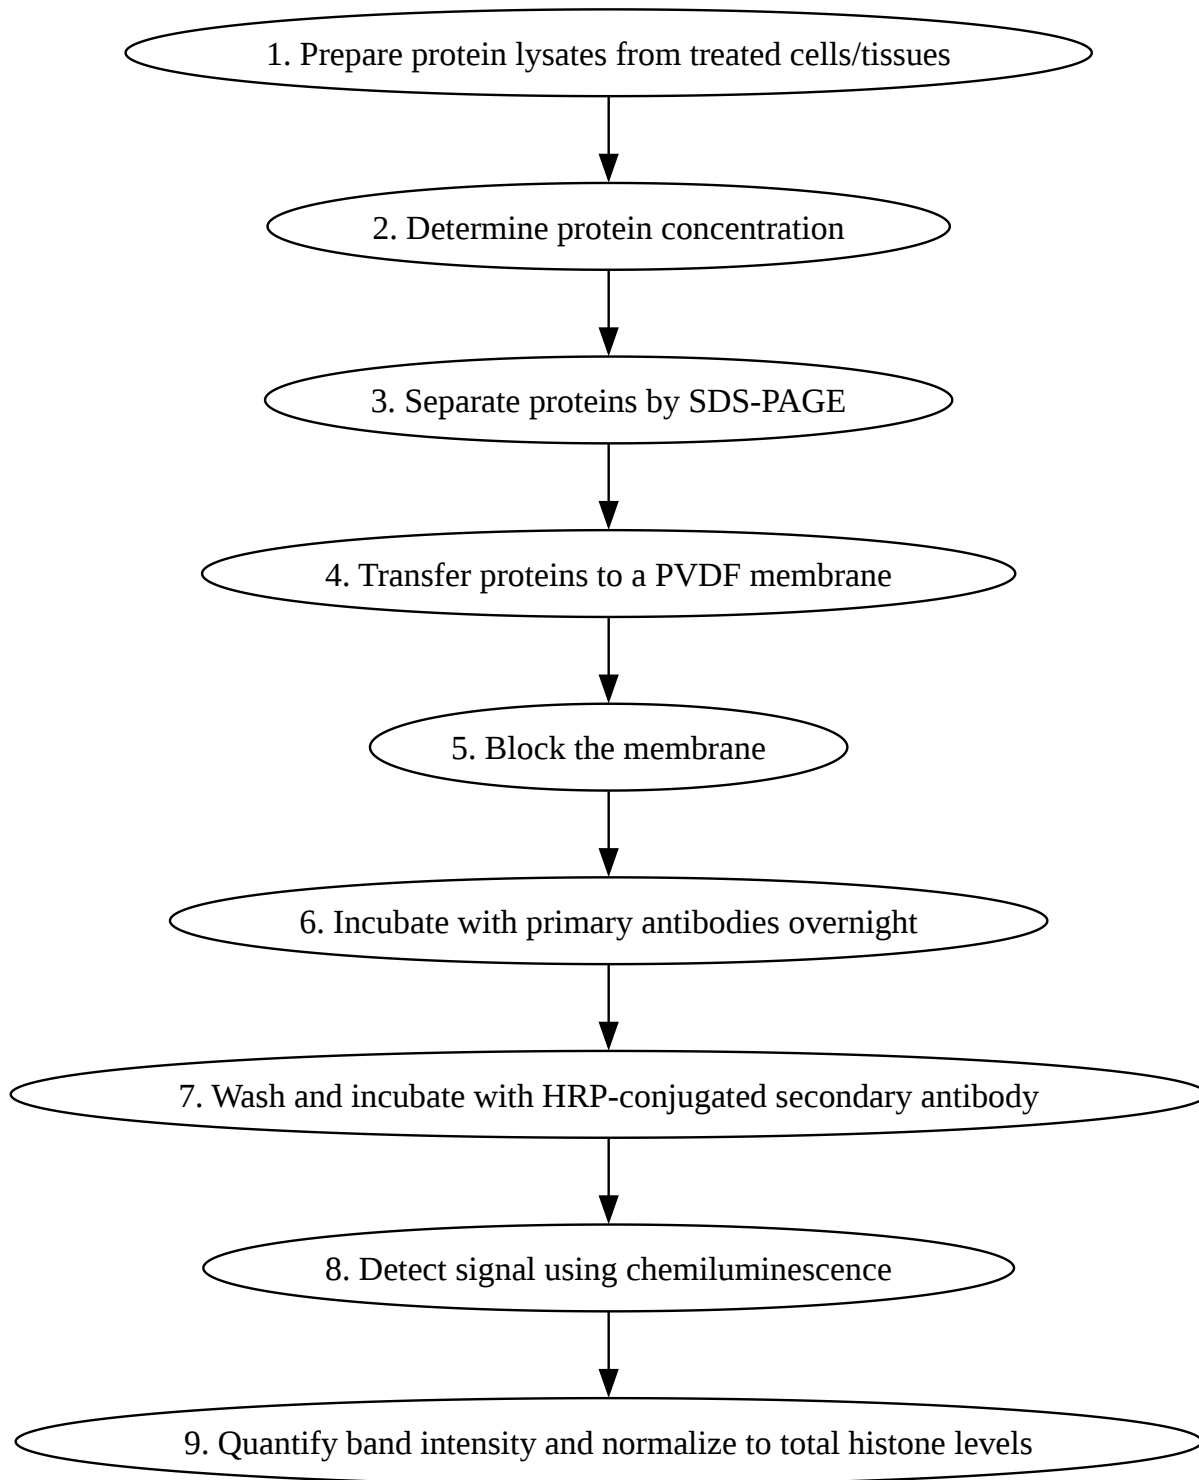 1. Prepare protein lysates from treated cells/tissues
2. Determine protein concentration
3. Separate proteins by SDS-PAGE
4. Transfer proteins to a PVDF membrane
5. Block the membrane
6. Incubate with primary antibodies overnight
7. Wash and incubate with HRP-conjugated secondary antibody
8. Detect signal using chemiluminescence
9. Quantify band intensity and normalize to total histone levels